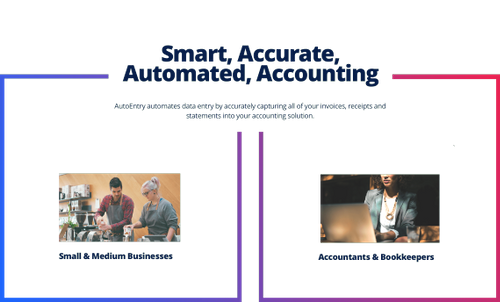 Smart, Accurate,
Automated, Accounting
AutoEntry automates data entry by accurately capturing all of your invoices, receipts and
statements into your accounting solution.
Small & Medium Businesses
Accountants & Bookkeepers